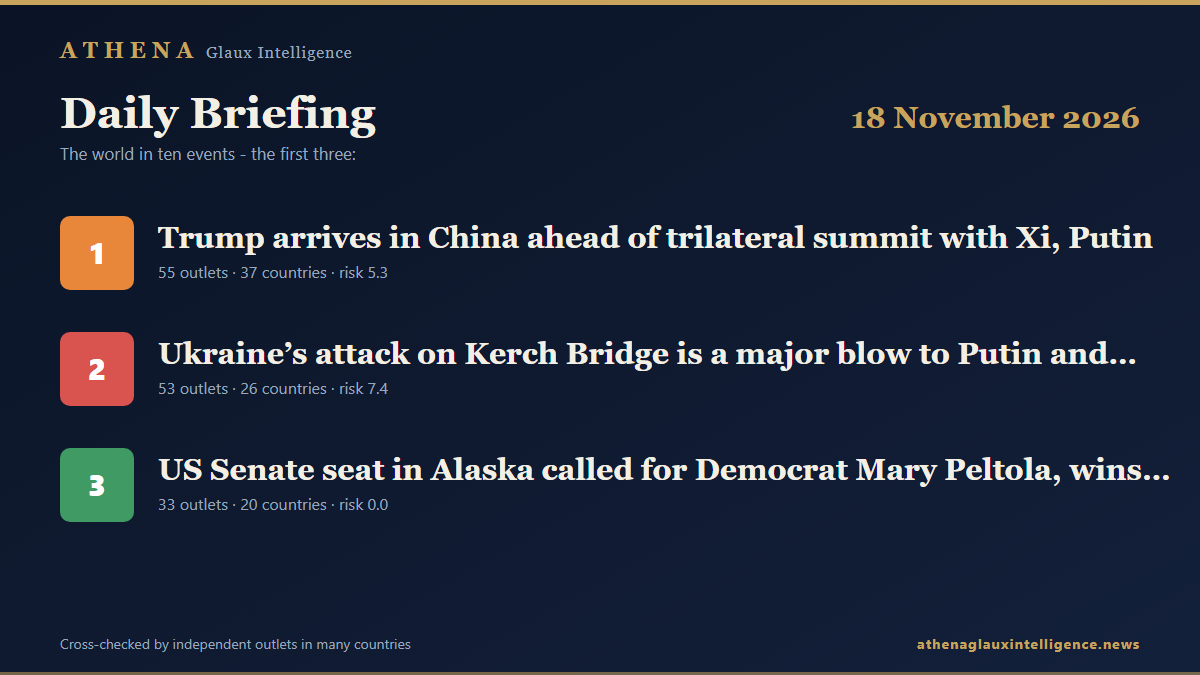 ATHENA Glaux Intelligence
Daily Briefing
18 November 2026
The world in ten events - the first three:
1
Trump arrives in China ahead of trilateral summit with Xi, Putin
55 outlets · 37 countries · risk 5.3
2
Ukraine’s attack on Kerch Bridge is a major blow to Putin and...
53 outlets · 26 countries · risk 7.4
3
US Senate seat in Alaska called for Democrat Mary Peltola, wins...
33 outlets · 20 countries · risk 0.0
Cross-checked by independent outlets in many countries
athenaglauxintelligence.news